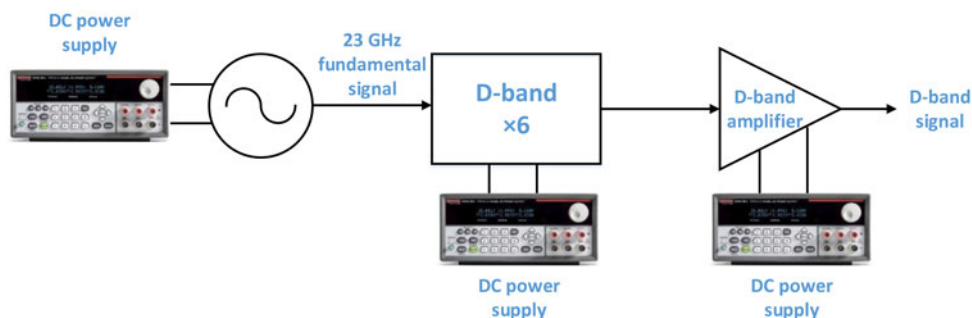 DC power
supply
23 GHz
fundamental
signal
D-band
×6
D-band
amplifier
D-band
signal
DC power
supply
DC power
supply